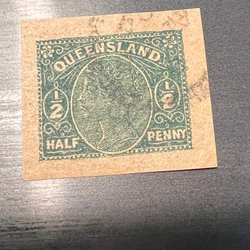 QUEENSLAND
½ ½
HALF PENNY